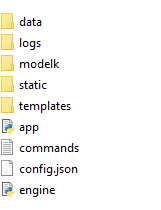 data
logs
modelk
static
templates
app
commands
config.json
engine